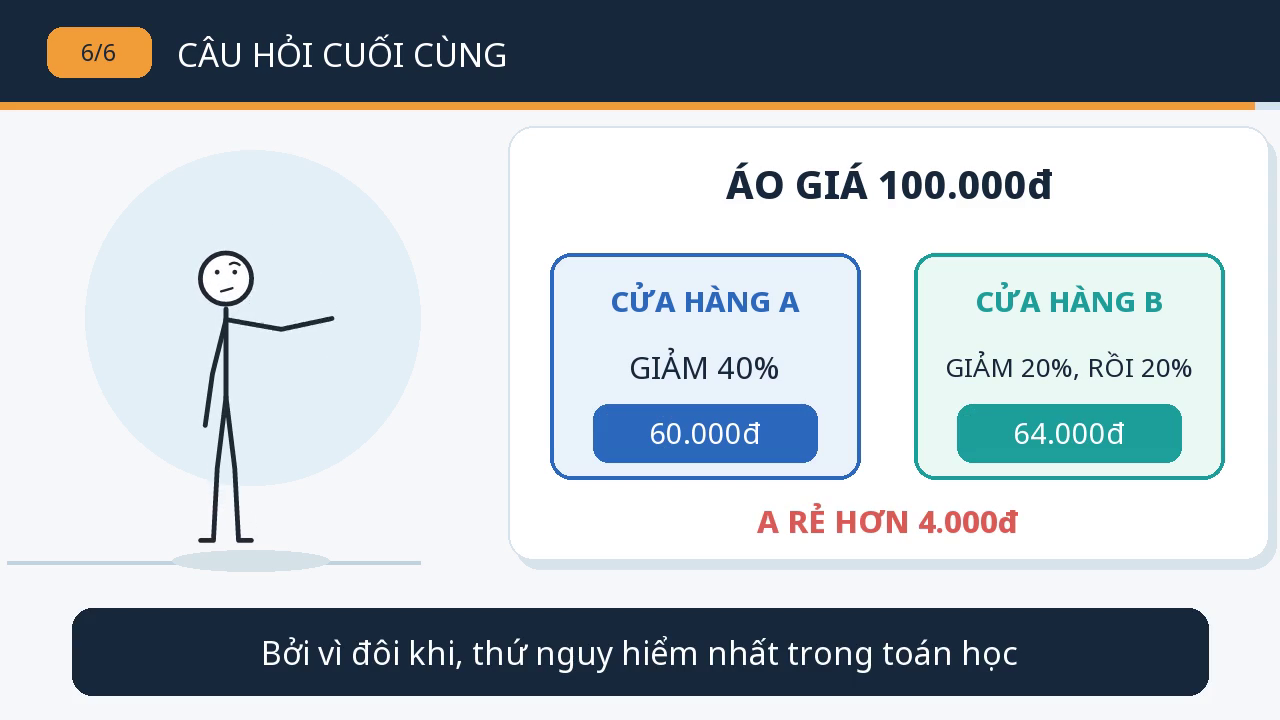 6/6
CÂU HỎI CUỐI CÙNG
ÁO GIÁ 100.000đ
CỬA HÀNG A
GIẢM 40%
60.000đ
CỬA HÀNG B
GIẢM 20%, RỒI 20%
64.000đ
A RẺ HƠN 4.000đ
Bởi vì đôi khi, thứ nguy hiểm nhất trong toán học